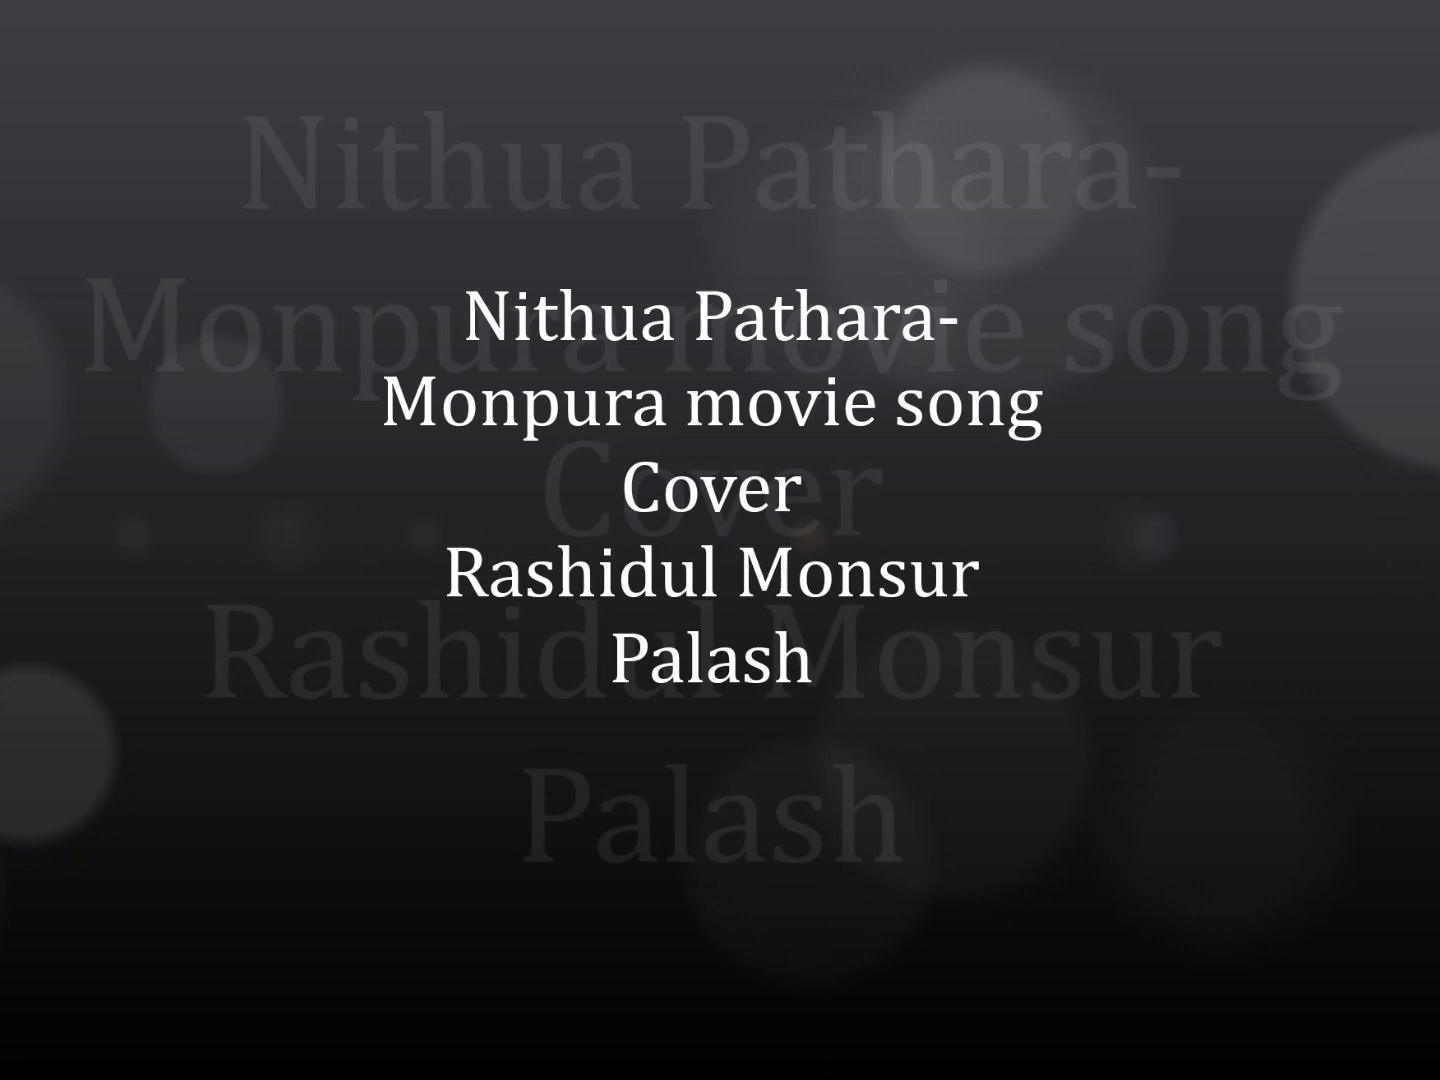 Nithua Pathara-
Monpura movie song
Cover
Rashidul Monsur
Palash